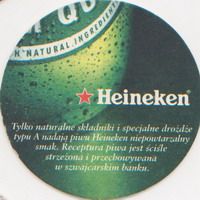 H NATURAL INGREDIENT
Heineken
Tylko naturalne składniki i specjalne drożdże
typu A nadają piwu Heineken niepowtarzalny
smak. Receptura piwa jest ściśle
strzeżona i przechowywana
w szwajcarskim banku.